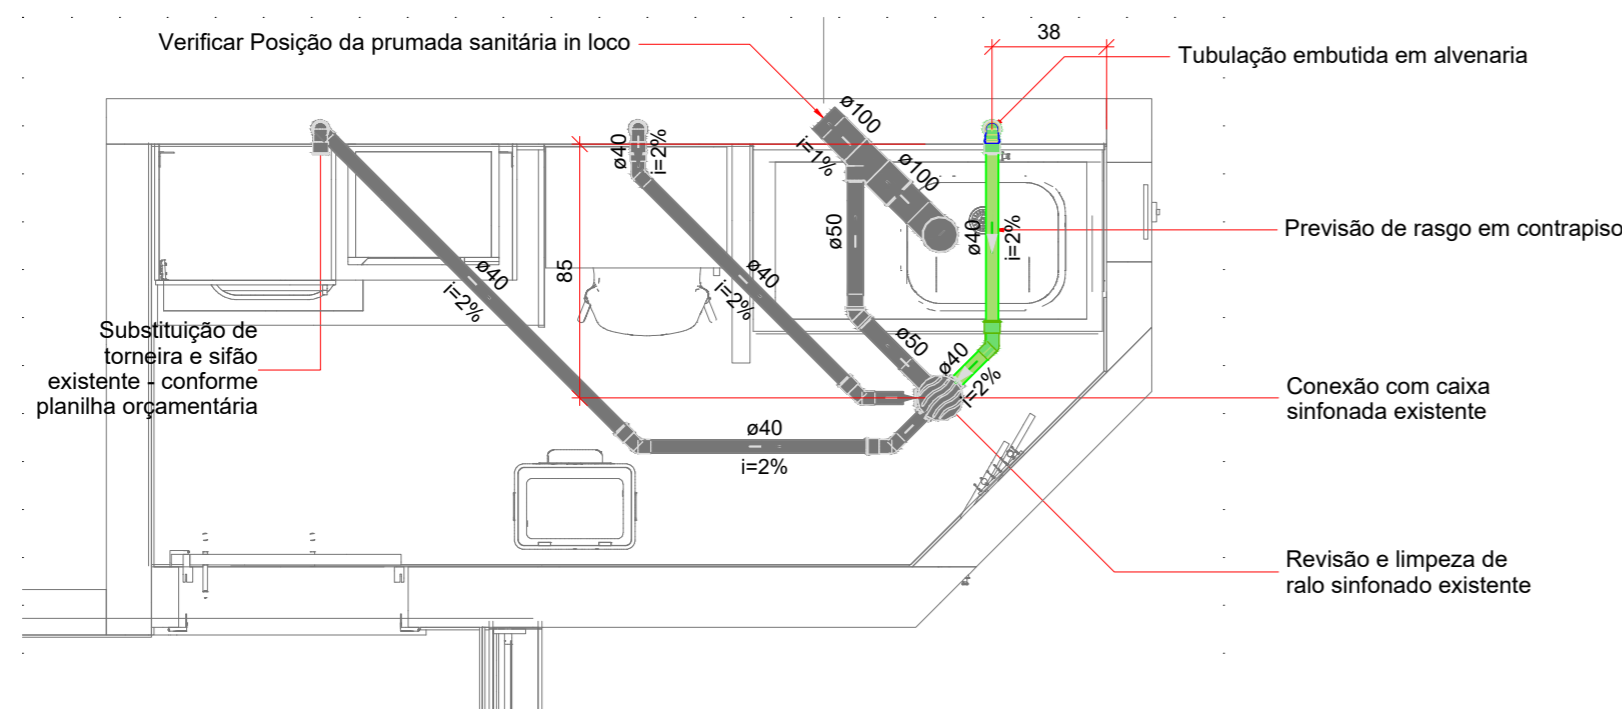 Verificar Posição da prumada sanitária in loco
38
Tubulação embutida em alvenaria
ø100
i=1%
ø100
ø40
i=2%
ø50
ø40
i=2%
Previsão de rasgo em contrapiso
85
ø40
i=2%
ø40
i=2%
ø50
ø40
i=2%
Substituição de
torneira e sifão
existente - conforme
planilha orçamentária
Conexão com caixa
sinfonada existente
ø40
i=2%
Revisão e limpeza de
ralo sinfonado existente